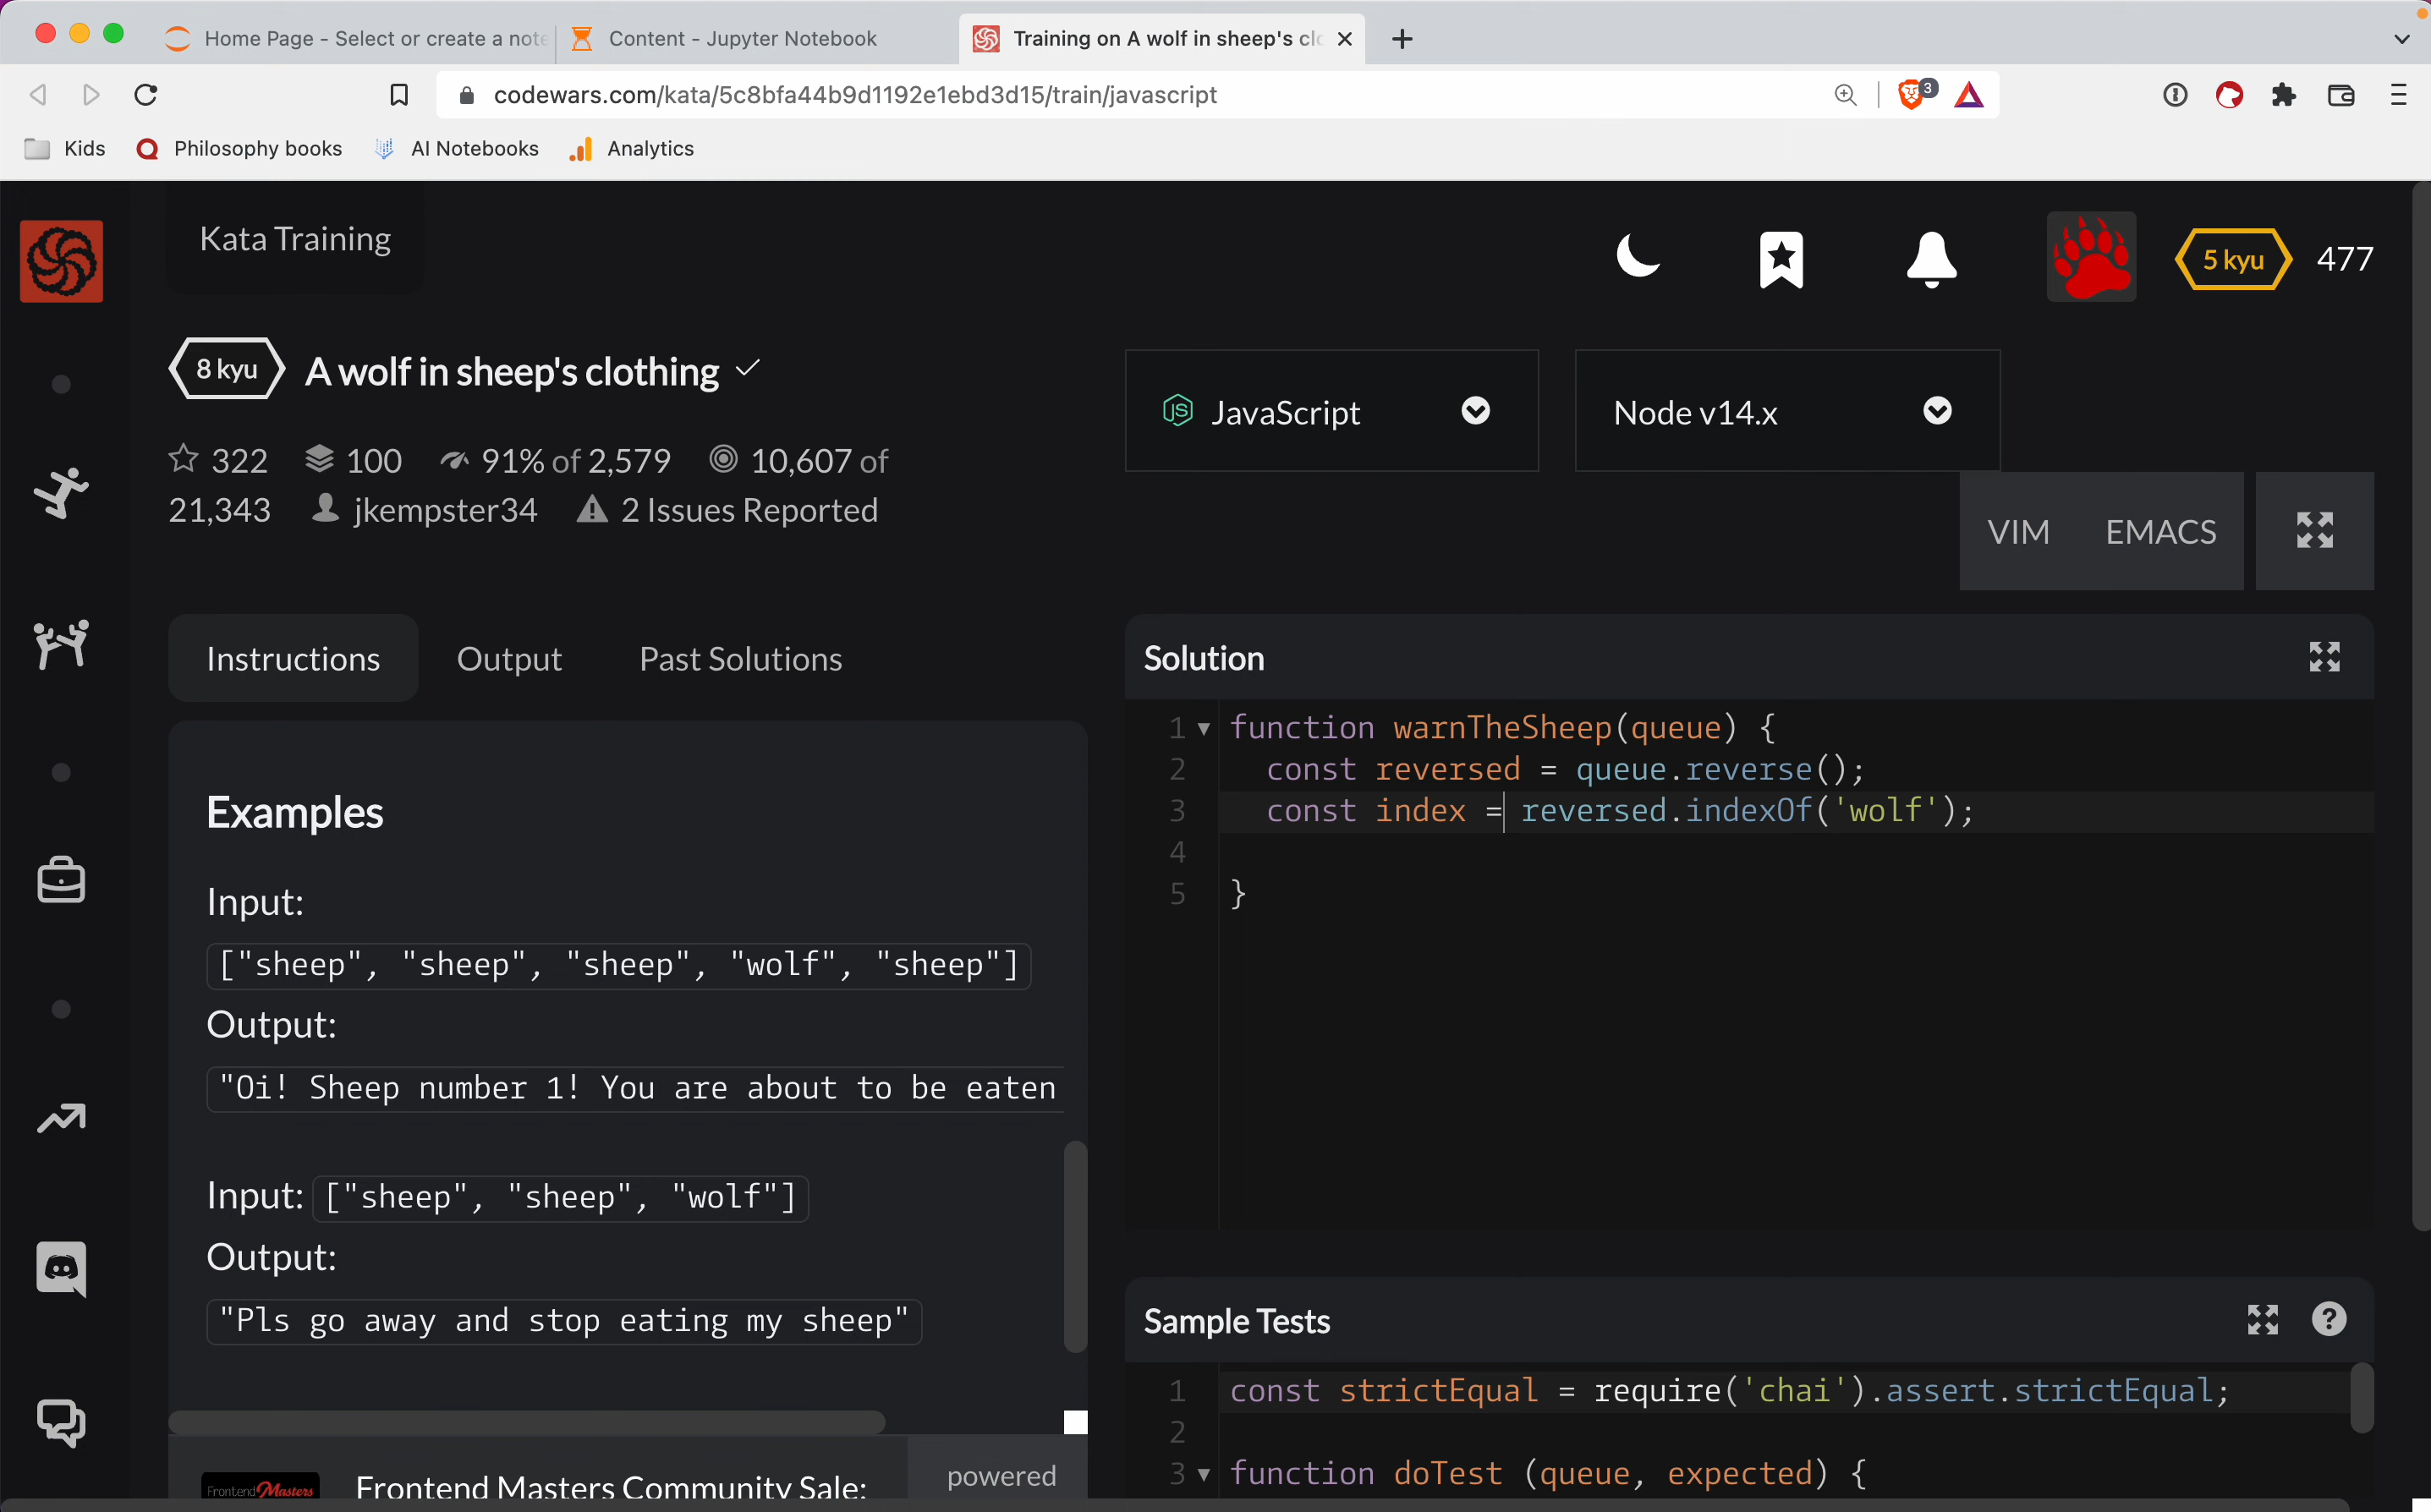 Home Page - Select or create a note
Content - Jupyter Notebook
Training on A wolf in sheep's clo
codewars.com/kata/5c8bfa44b9d1192e1ebd3d15/train/javascript
3
Kids
Philosophy books
AI Notebooks
Analytics
Kata Training
5 kyu
477
8 kyu
A wolf in sheep's clothing
322
100
91% of 2,579
10,607 of
21,343
jkempster34
2 Issues Reported
JS JavaScript
Node v14.x
VIM
EMACS
Instructions
Output
Past Solutions
Examples
Input:
["sheep", "sheep", "sheep", "wolf", "sheep"]
Output:
"Oi! Sheep number 1! You are about to be eaten
Input: ["sheep", "sheep", "wolf"]
Output:
"Pls go away and stop eating my sheep"
Frontend Masters
Frontend Masters Community Sale:
powered
Solution
1 function warnTheSheep(queue) {
2 const reversed = queue.reverse();
3 const index = reversed.indexOf('wolf');
4
5 }
Sample Tests
1 const strictEqual = require('chai').assert.strictEqual;
2
3 function doTest (queue, expected) {